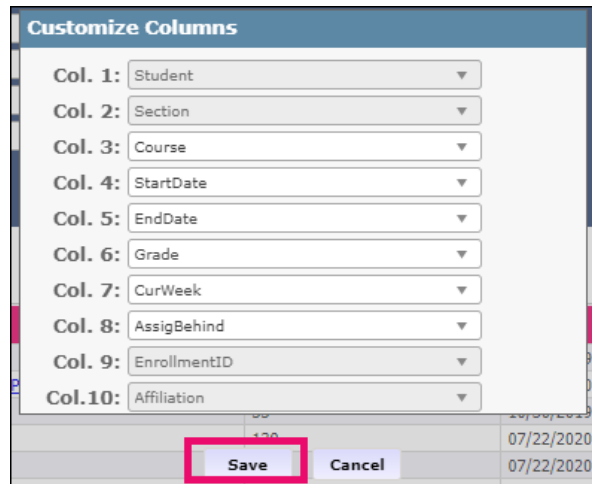 Customize Columns
Col. 1: Student
Col. 2: Section
Col. 3: Course
Col. 4: StartDate
Col. 5: EndDate
Col. 6: Grade
Col. 7: CurWeek
Col. 8: AssigBehind
Col. 9: EnrollmentID
Col.10: Affiliation
07/22/2020
Save Cancel 07/22/2020